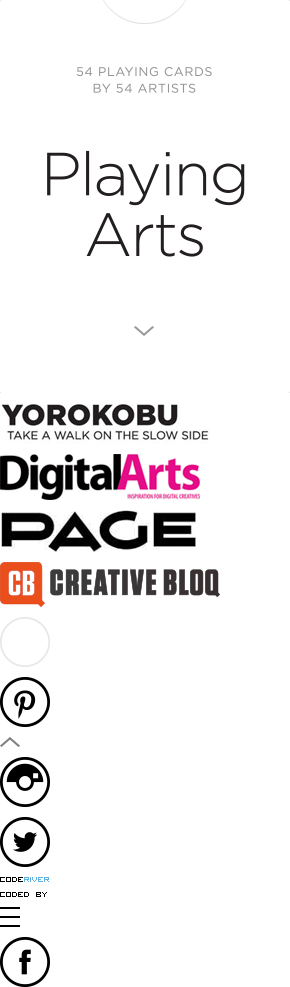 54 PLAYING CARDS
BY 54 ARTISTS
Playing
Arts
YOROKOBU
TAKE A WALK ON THE SLOW SIDE
DigitalArts
INSPIRATION FOR DIGITAL CREATIVES
PAGE
CB CREATIVE BLOQ
CODERIVER
CODED BY